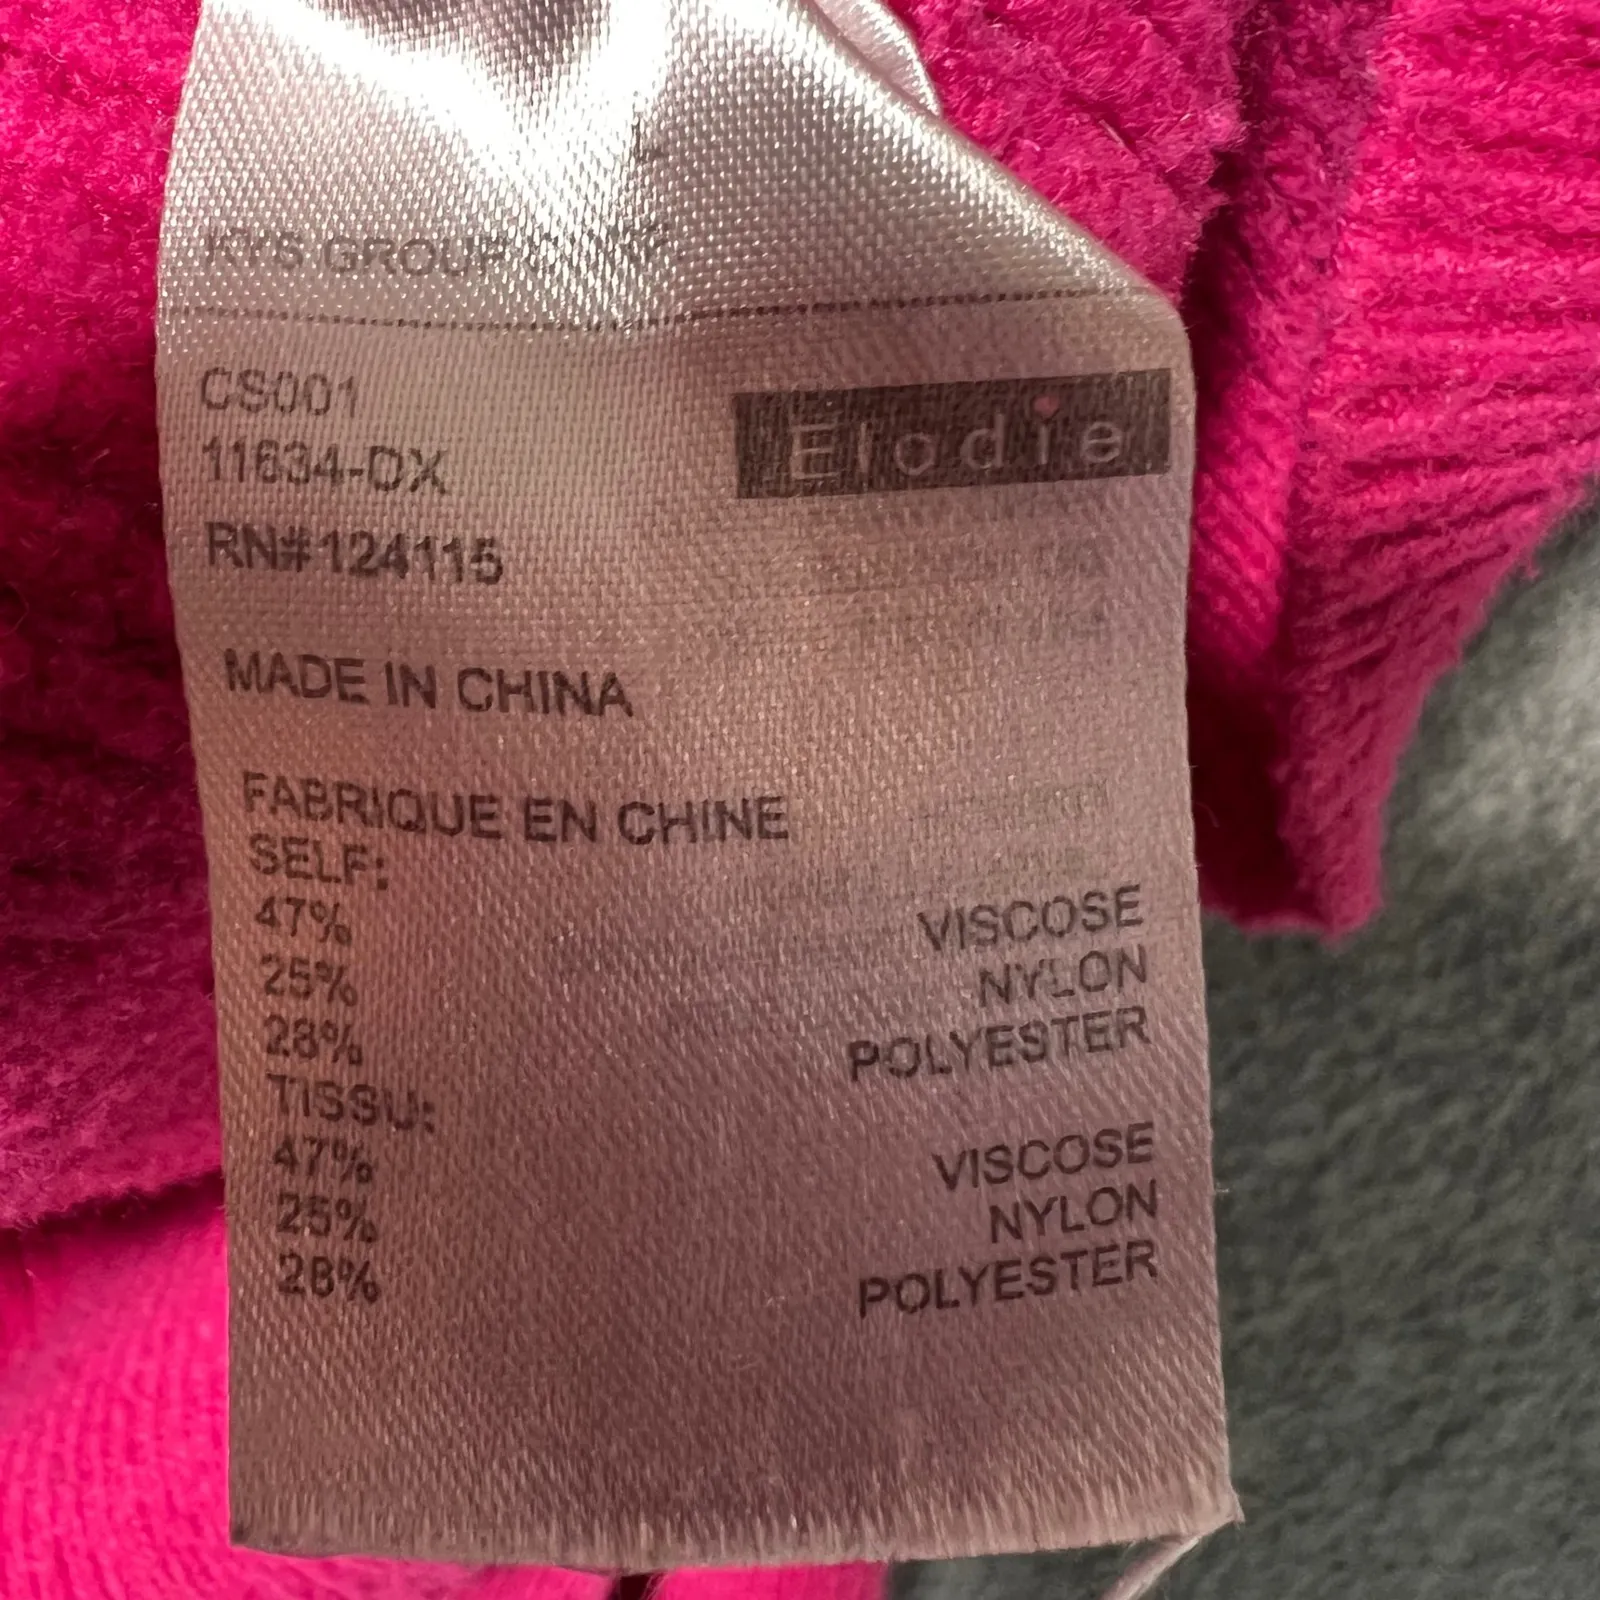 GROUP
CS001
Elodie
11634-DX
RN#124115
MADE IN CHINA
FABRIQUE EN CHINE
SELF:
47% VISCOSE
25% NYLON
28% POLYESTER
TISSU:
47% VISCOSE
25% NYLON
28% POLYESTER